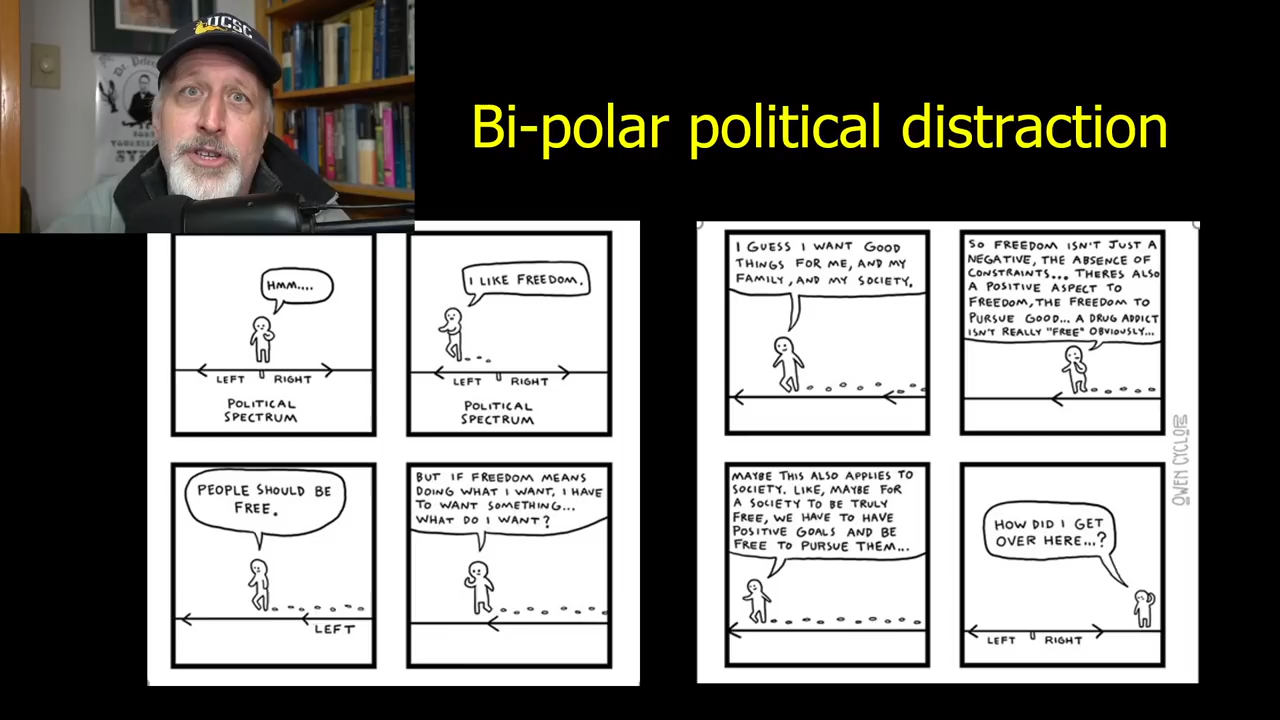 UCSC
Bi-polar political distraction
HMM....
LEFT RIGHT
POLITICAL
SPECTRUM
I LIKE FREEDOM.
LEFT RIGHT
POLITICAL
SPECTRUM
PEOPLE SHOULD BE
FREE.
LEFT
BUT IF FREEDOM MEANS
DOING WHAT I WANT, I HAVE
TO WANT SOMETHING...
WHAT DO I WANT?
I GUESS I WANT GOOD
THINGS FOR ME, AND MY
FAMILY, AND MY SOCIETY.
SO FREEDOM ISN'T JUST A
NEGATIVE, THE ABSENCE OF
CONSTRAINTS... THERES ALSO
A POSITIVE ASPECT TO
FREEDOM, THE FREEDOM TO
PURSUE GOOD... A DRUG ADDICT
ISN'T REALLY "FREE" OBVIOUSLY...
MAYBE THIS ALSO APPLIES TO
SOCIETY. LIKE, MAYBE FOR
A SOCIETY TO BE TRULY
FREE, WE HAVE TO HAVE
POSITIVE GOALS AND BE
FREE TO PURSUE THEM...
HOW DID I GET
OVER HERE...?
LEFT RIGHT
OWEN CYCLOPS